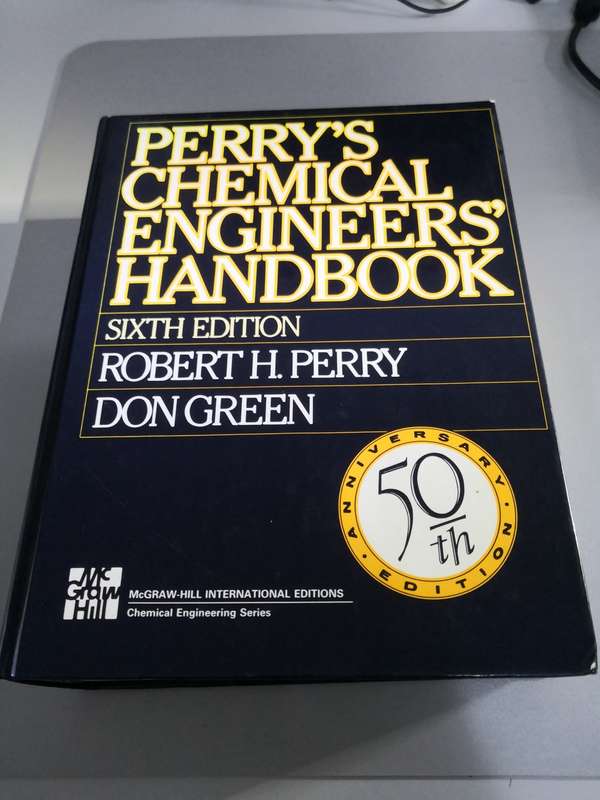 PERRY'S
CHEMICAL
ENGINEERS'
HANDBOOK
SIXTH EDITION
ROBERT H. PERRY
DON GREEN
ANNIVERSARY
50th
EDITION
Mc
Graw
Hill
McGRAW-HILL INTERNATIONAL EDITIONS
Chemical Engineering Series